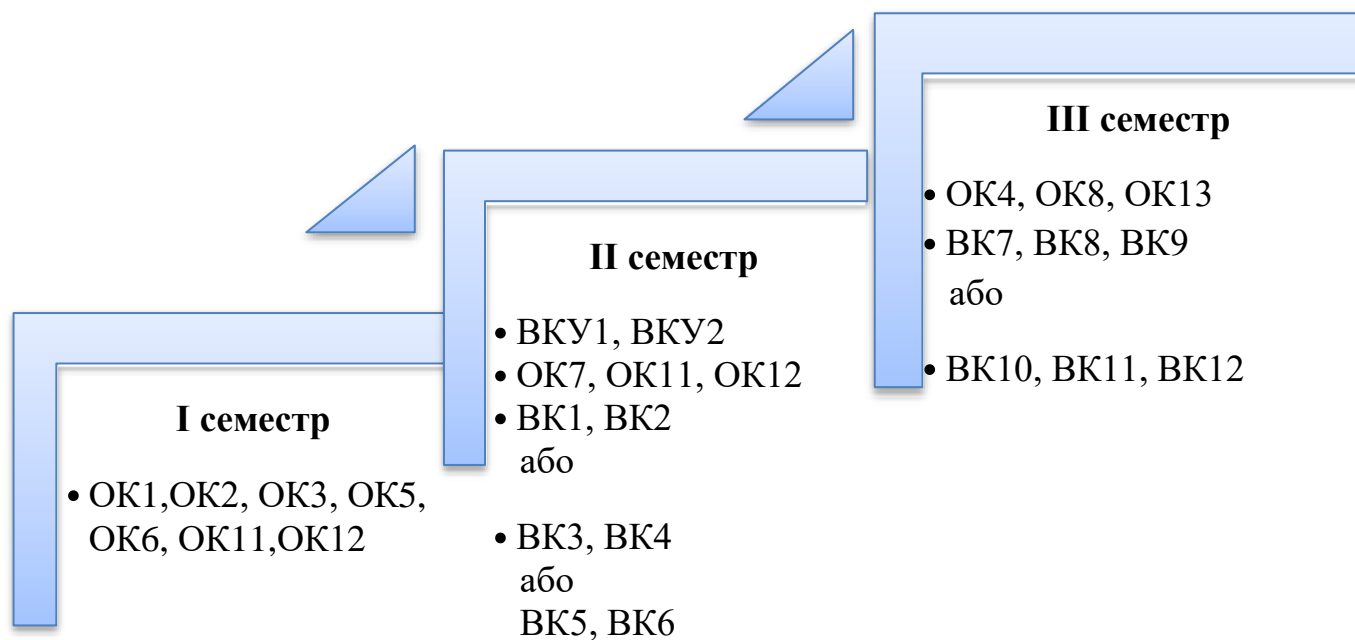 I семестр
• ОК1,ОК2, ОК3, ОК5,
ОК6, ОК11,ОК12
II семестр
• ВКУ1, ВКУ2
• ОК7, ОК11, ОК12
• ВК1, ВК2
або
• ВК3, ВК4
або
ВК5, ВК6
III семестр
• ОК4, ОК8, ОК13
• ВК7, ВК8, ВК9
або
• ВК10, ВК11, ВК12